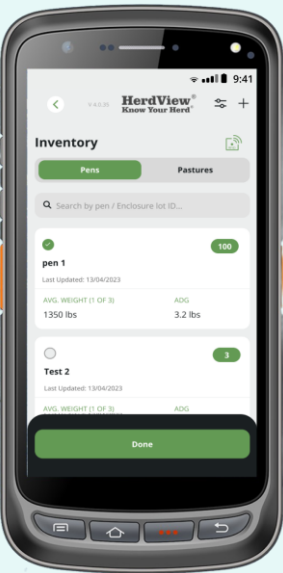 9:41
V 4.0.35
HerdView®
Know Your Herd®
Inventory
Pens
Pastures
Search by pen / Enclosure lot ID...
100
pen 1
Last Updated: 13/04/2023
AVG. WEIGHT (1 OF 3) ADG
1350 lbs 3.2 lbs
3
Test 2
Last Updated: 13/04/2023
AVG. WEIGHT (1 OF 3) ADG
Done